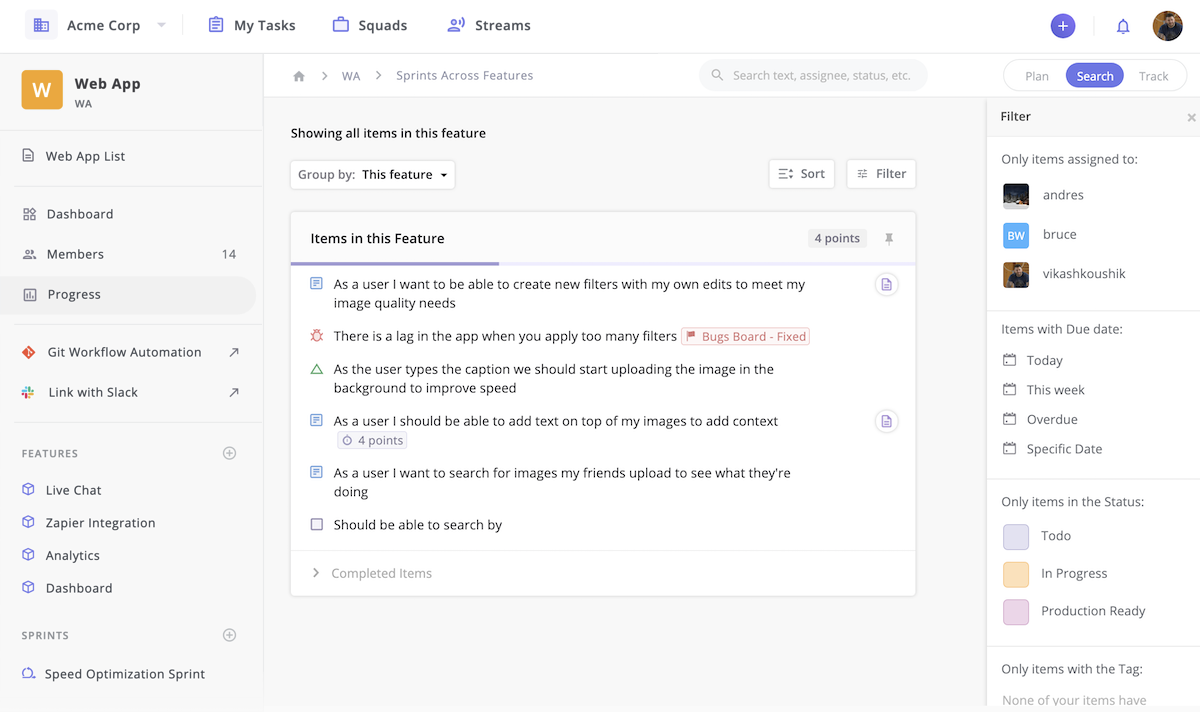 Acme Corp
My Tasks
Squads
Streams
W
Web App
WA
Web App List
Dashboard
Members
14
Progress
Git Workflow Automation
Link with Slack
FEATURES
Live Chat
Zapier Integration
Analytics
Dashboard
SPRINTS
Speed Optimization Sprint
WA
Sprints Across Features
Search text, assignee, status, etc.
Plan
Search
Track
Showing all items in this feature
Group by: This feature
Sort
Filter
Items in this Feature
4 points
As a user I want to be able to create new filters with my own edits to meet my
image quality needs
There is a lag in the app when you apply too many filters
Bugs Board - Fixed
As the user types the caption we should start uploading the image in the
background to improve speed
As a user I should be able to add text on top of my images to add context
4 points
As a user I want to search for images my friends upload to see what they're
doing
Should be able to search by
Completed Items
Filter
Only items assigned to:
andres
BW
bruce
vikashkoushik
Items with Due date:
Today
This week
Overdue
Specific Date
Only items in the Status:
Todo
In Progress
Production Ready
Only items with the Tag:
None of your items have